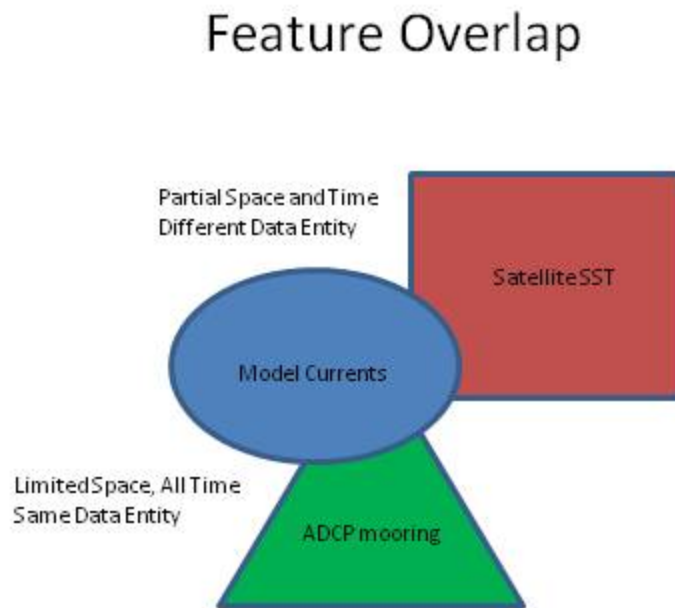 Feature Overlap
Partial Space and Time
Different Data Entity
Satellite SST
Model Currents
Limited Space, All Time
Same Data Entity
ADCP mooring